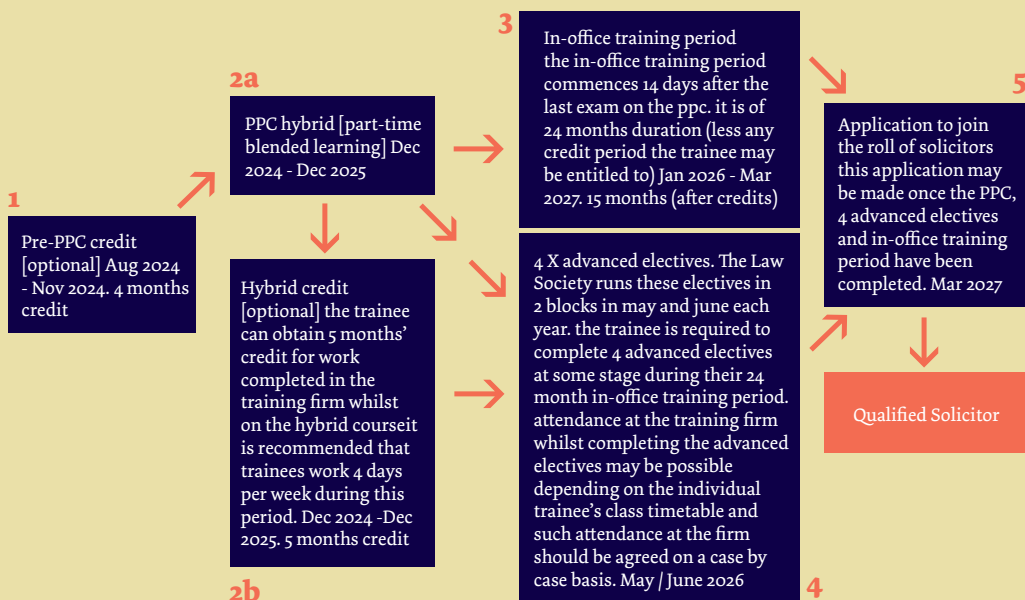 1
Pre-PPC credit
[optional] Aug 2024
- Nov 2024. 4 months
credit
2a
PPC hybrid [part-time
blended learning] Dec
2024 - Dec 2025
Hybrid credit
[optional] the trainee
can obtain 5 months'
credit for work
completed in the
training firm whilst
on the hybrid courseit
is recommended that
trainees work 4 days
per week during this
period. Dec 2024 -Dec
2025. 5 months credit
2b
3
In-office training period
the in-office training period
commences 14 days after the
last exam on the ppc. it is of
24 months duration (less any
credit period the trainee may
be entitled to) Jan 2026 - Mar
2027. 15 months (after credits)
4 X advanced electives. The Law
Society runs these electives in
2 blocks in may and june each
year. the trainee is required to
complete 4 advanced electives
at some stage during their 24
month in-office training period.
attendance at the training firm
whilst completing the advanced
electives may be possible
depending on the individual
trainee's class timetable and
such attendance at the firm
should be agreed on a case by
case basis. May / June 2026
4
5
Application to join
the roll of solicitors
this application may
be made once the PPC,
4 advanced electives
and in-office training
period have been
completed. Mar 2027
Qualified Solicitor